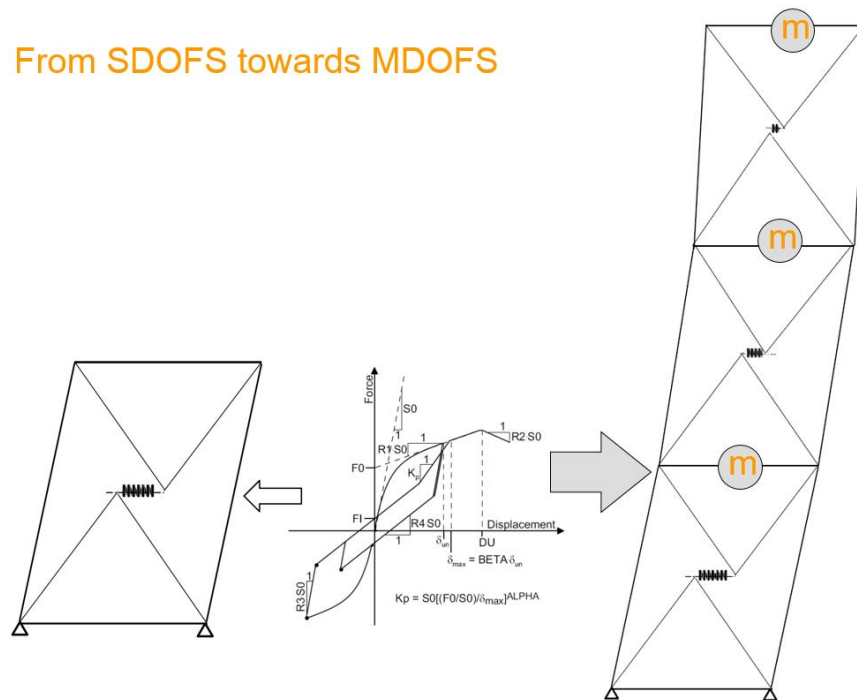 From SDOFS towards MDOFS
m
m
m
Force
S0
1
1
R1 S0
1
R2 S0
F0
1
Kp
FI
R4 S0
1
Displacement
δun
DU
δmax = BETA·δun
1
R3 S0
Kp = S0[(F0/S0)/δmax]ALPHA